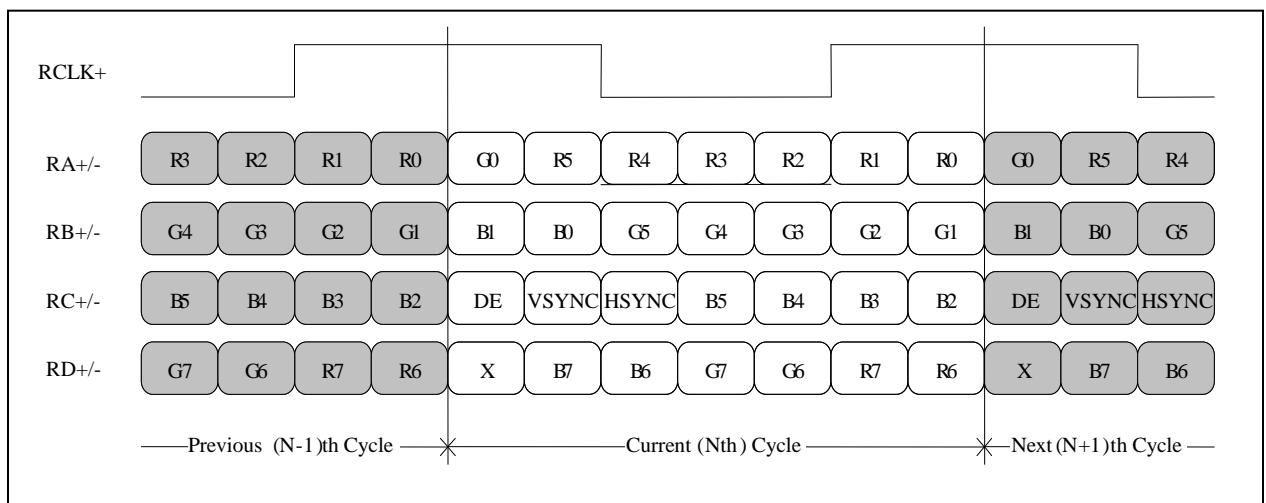 RCLK+
RA+/- R3 R2 R1 R0 G0 R5 R4 R3 R2 R1 R0 G0 R5 R4
RB+/- G4 G3 G2 G1 B1 B0 G5 G4 G3 G2 G1 B1 B0 G5
RC+/- B5 B4 B3 B2 DE VSYNC HSYNC B5 B4 B3 B2 DE VSYNC HSYNC
RD+/- G7 G6 R7 R6 X B7 B6 G7 G6 R7 R6 X B7 B6
Previous (N-1)th Cycle Current (Nth) Cycle Next (N+1)th Cycle